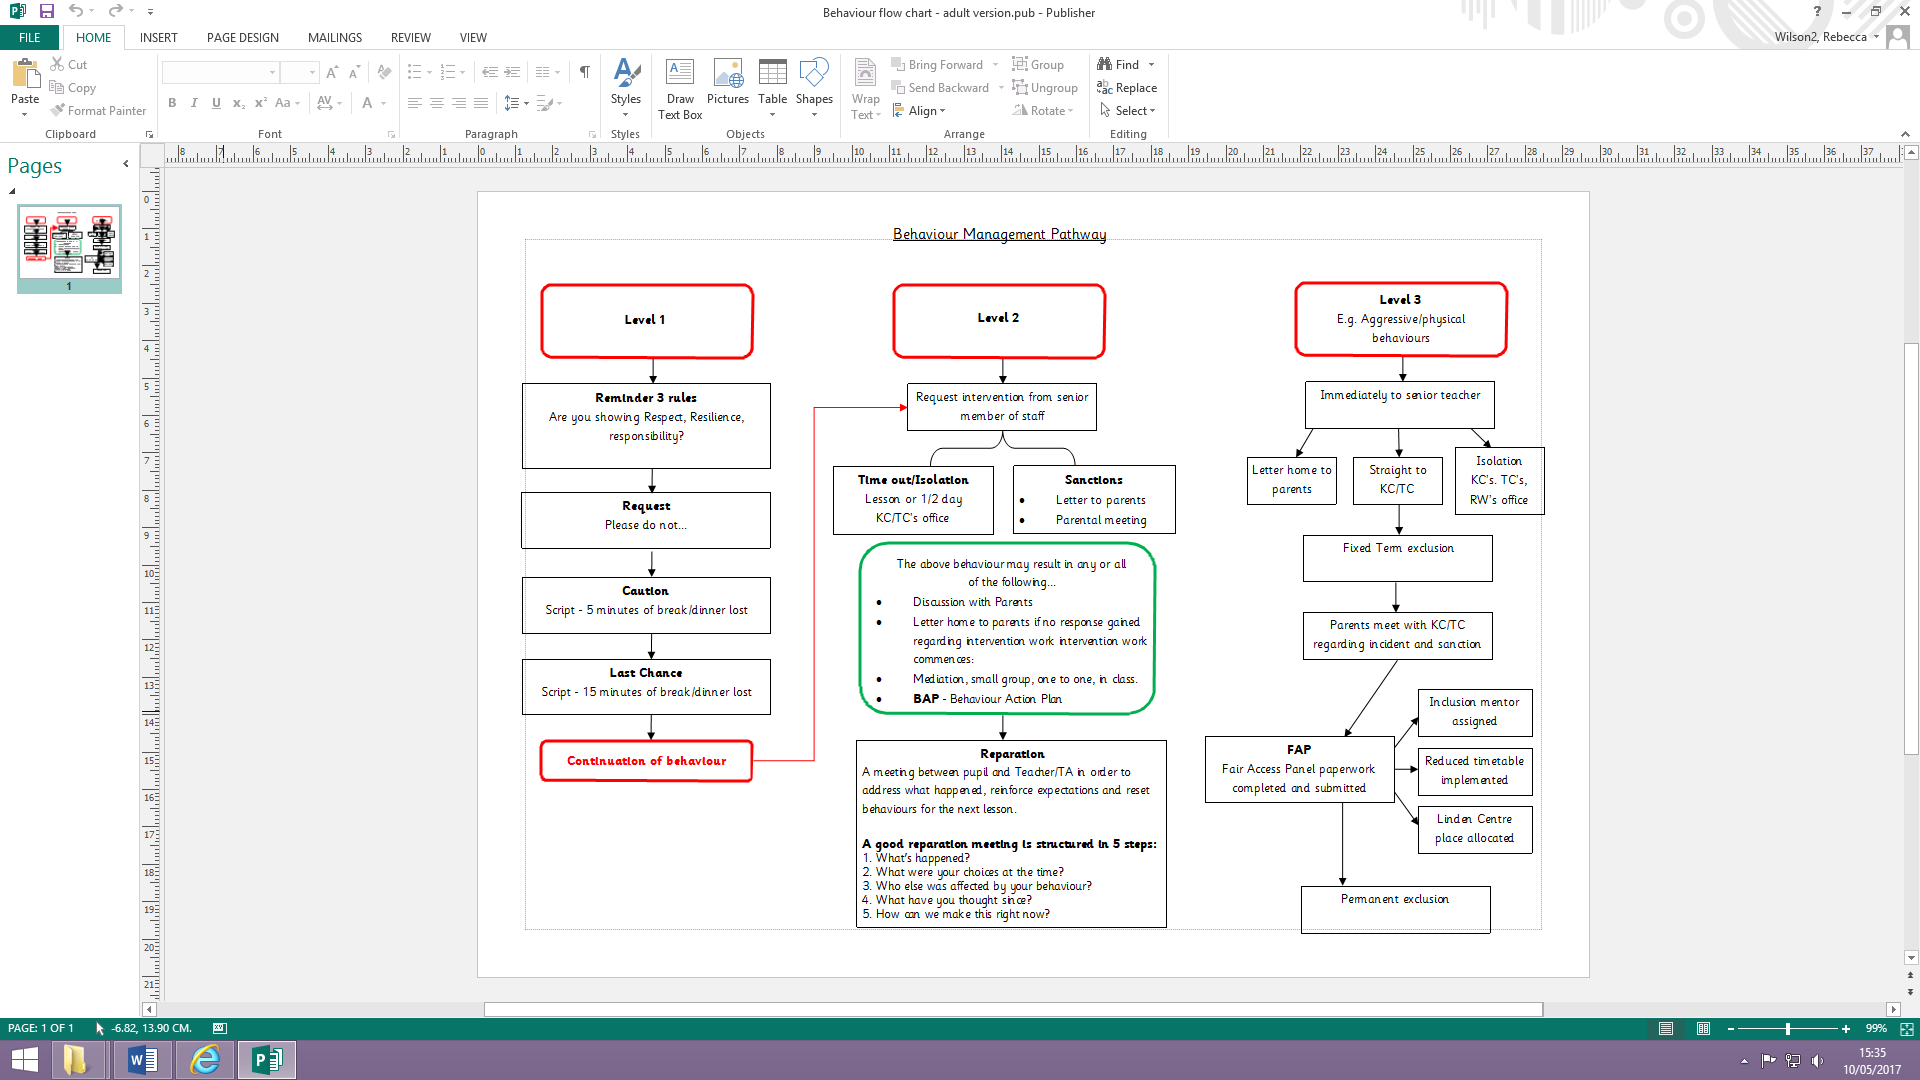 Behaviour flow chart - adult version.pub - Publisher
Wilson2, Rebecca
FILE
HOME
INSERT
PAGE DESIGN
MAILINGS
REVIEW
VIEW
Paste
Cut
Copy
Format Painter
Clipboard
Font
Paragraph
Styles
Styles
Draw
Text Box
Pictures
Table
Shapes
Objects
Wrap
Text
Bring Forward
Send Backward
Align
Group
Ungroup
Rotate
Arrange
Find
Replace
Select
Editing
Pages
1
Behaviour Management Pathway
Level 1
Reminder 3 rules
Are you showing Respect, Resilience,
responsibility?
Request
Please do not...
Caution
Script - 5 minutes of break/dinner lost
Last Chance
Script - 15 minutes of break/dinner lost
Continuation of behaviour
Level 2
Request intervention from senior
member of staff
Time out/Isolation
Lesson or 1/2 day
KC/TC's office
Sanctions
• Letter to parents
• Parental meeting
The above behaviour may result in any or all
of the following...
• Discussion with Parents
• Letter home to parents if no response gained
regarding intervention work intervention work
commences:
• Mediation, small group, one to one, in class.
• BAP - Behaviour Action Plan
Reparation
A meeting between pupil and Teacher/TA in order to
address what happened, reinforce expectations and reset
behaviours for the next lesson.
A good reparation meeting is structured in 5 steps:
1. What's happened?
2. What were your choices at the time?
3. Who else was affected by your behaviour?
4. What have you thought since?
5. How can we make this right now?
Level 3
E.g. Aggressive/physical
behaviours
Immediately to senior teacher
Letter home to
parents
Straight to
KC/TC
Isolation
KC's. TC's,
RW's office
Fixed Term exclusion
Parents meet with KC/TC
regarding incident and sanction
FAP
Fair Access Panel paperwork
completed and submitted
Inclusion mentor
assigned
Reduced timetable
implemented
Linden Centre
place allocated
Permanent exclusion
PAGE: 1 OF 1
-6.82, 13.90 CM.
99%
15:35
10/05/2017